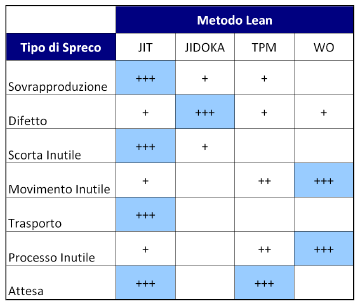 Metodo Lean
Tipo di Spreco JIT JIDOKA TPM WO
Sovrapproduzione +++ + +
Difetto + +++ + +
Scorta Inutile +++ +
Movimento Inutile + ++ +++
Trasporto +++
Processo Inutile + ++ +++
Attesa +++ +++